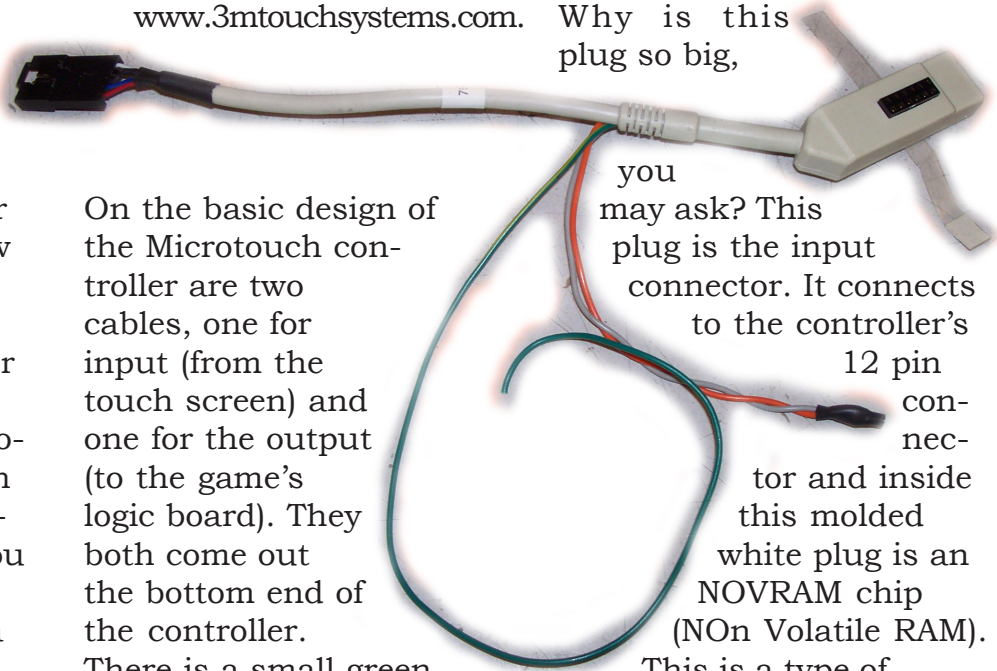 www.3mtouchsystems.com.
On the basic design of
the Microtouch con-
troller are two
cables, one for
input (from the
touch screen) and
one for the output
(to the game's
logic board). They
both come out
the bottom end of
the controller.
There is a small green
Why is this
plug so big,
you
may ask? This
plug is the input
connector. It connects
to the controller's
12 pin
con-
nec-
tor and inside
this molded
white plug is an
NOVRAM chip
(NOn Volatile RAM).
This is a type of